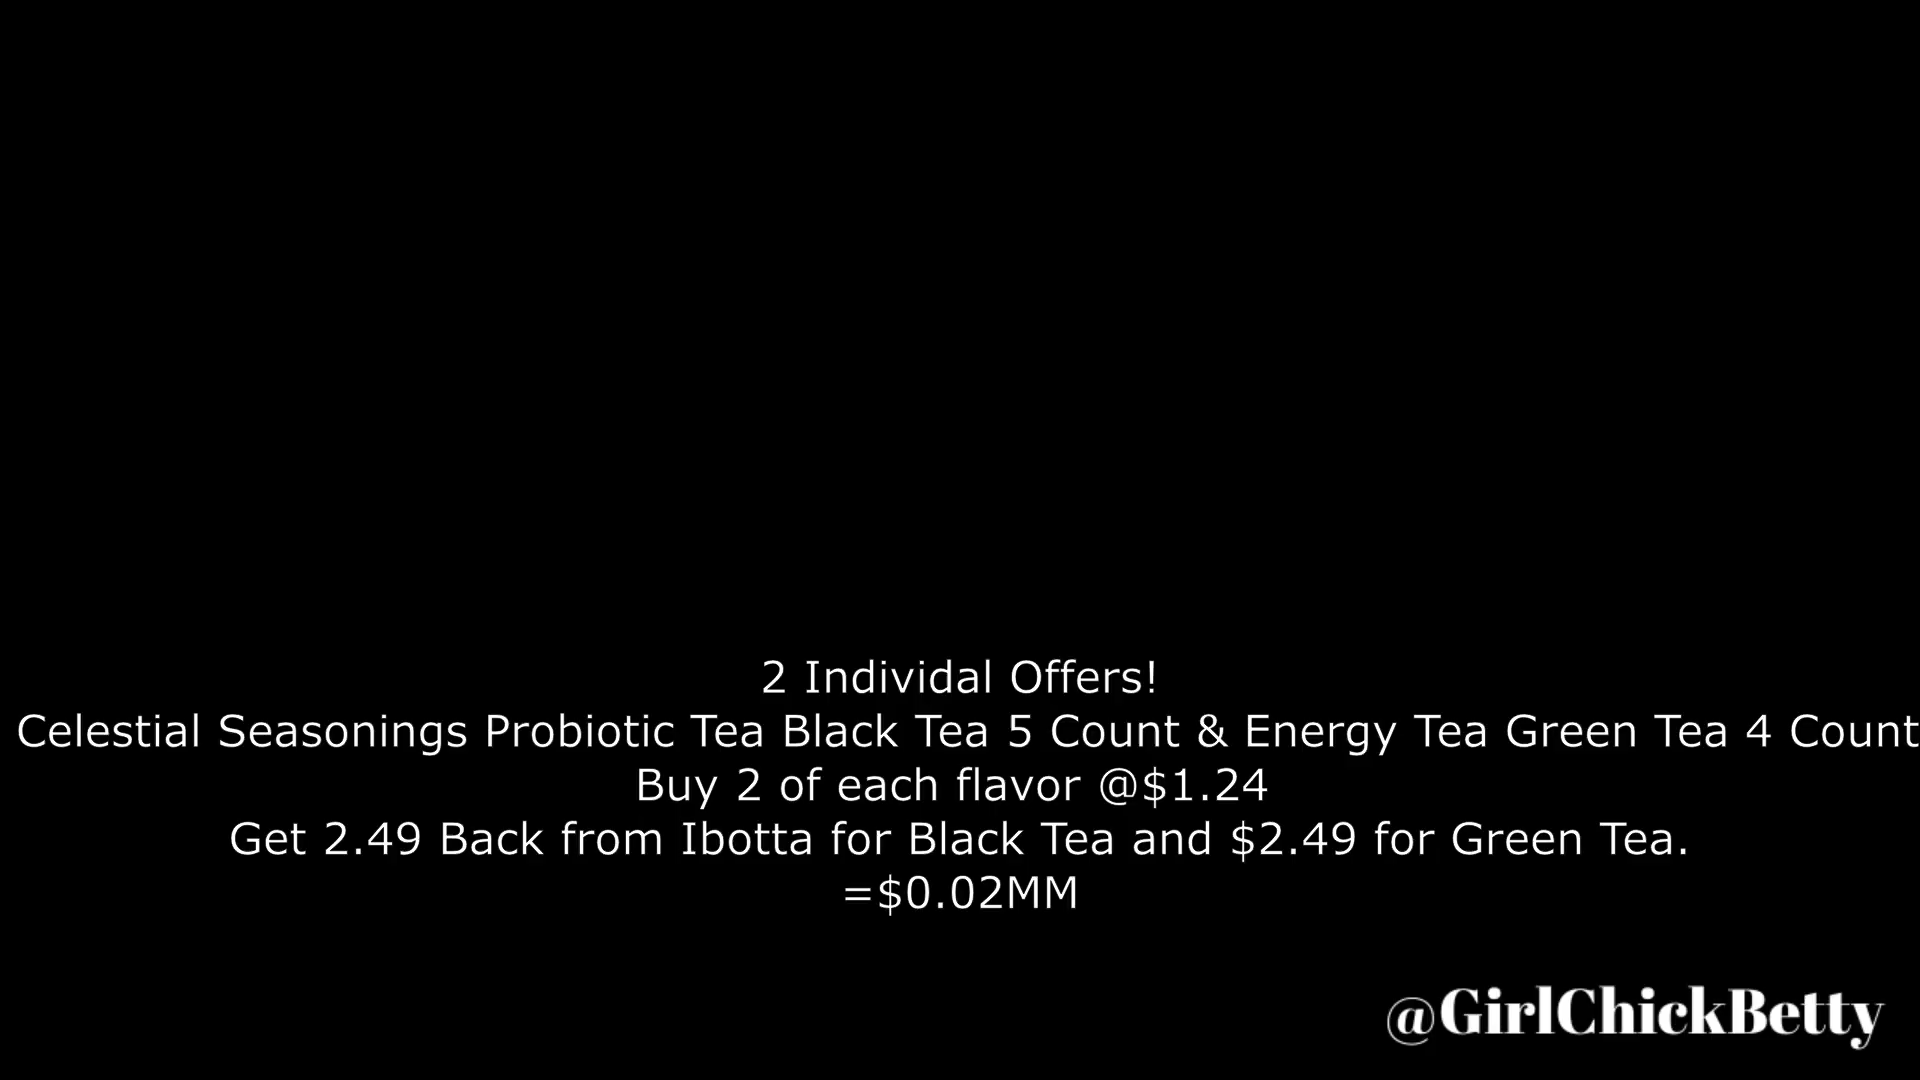 2 Individal Offers!
Celestial Seasonings Probiotic Tea Black Tea 5 Count & Energy Tea Green Tea 4 Count
Buy 2 of each flavor @$1.24
Get 2.49 Back from Ibotta for Black Tea and $2.49 for Green Tea.
=$0.02MM
@GirlChickBetty